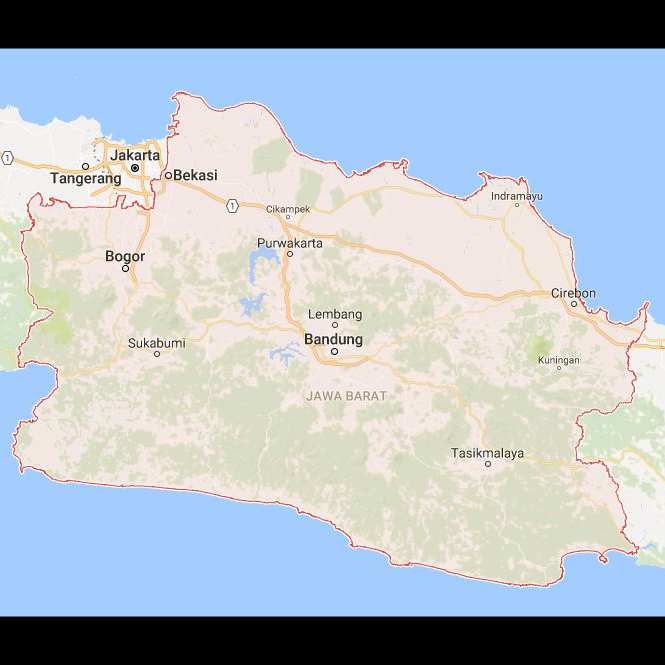 Jakarta
1
Tangerang
Bekasi
Indramayu
1
Cikampek
Purwakarta
Bogor
Cirebon
Lembang
Bandung
Sukabumi
Kuningan
JAWA BARAT
Tasikmalaya